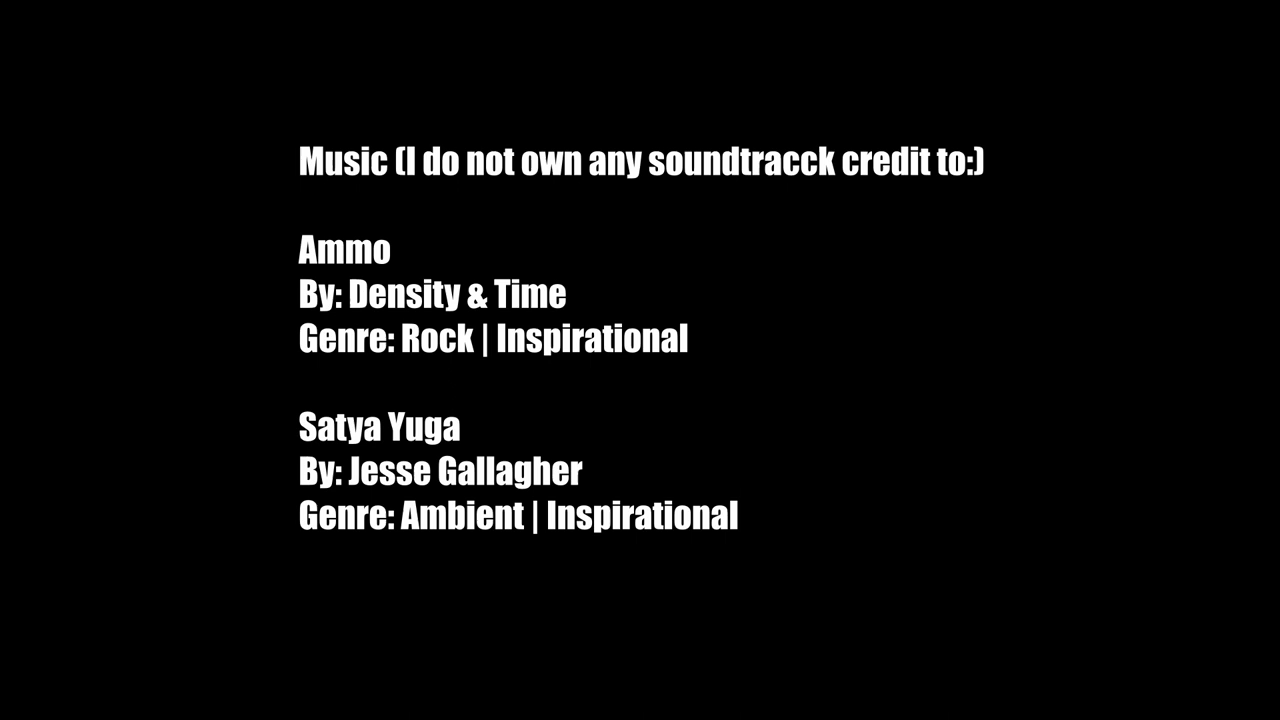 Music (I do not own any soundtracck credit to:)
Ammo
By: Density & Time
Genre: Rock | Inspirational
Satya Yuga
By: Jesse Gallagher
Genre: Ambient | Inspirational